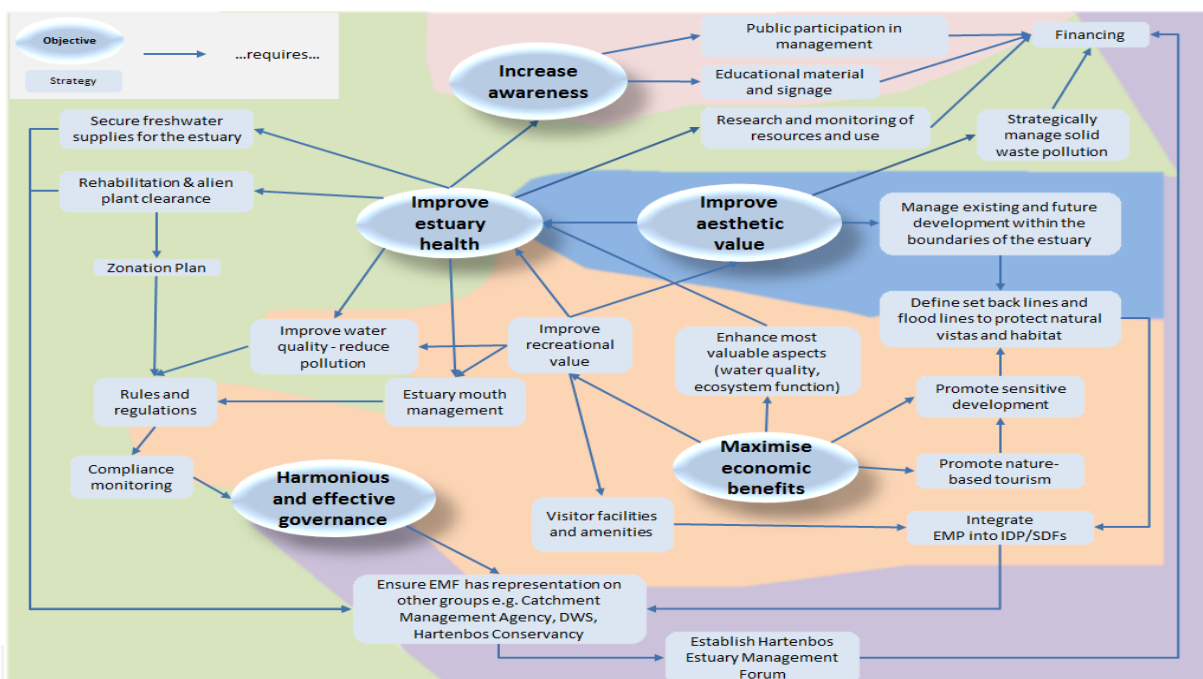 Objective
...requires...
Strategy
Increase
awareness
Public participation in
management
Financing
Educational material
and signage
Secure freshwater
supplies for the estuary
Research and monitoring of
resources and use
Strategically
manage solid
waste pollution
Rehabilitation & alien
plant clearance
Improve
estuary
health
Improve
aesthetic
value
Manage existing and future
development within the
boundaries of the estuary
Zonation Plan
Define set back lines and
flood lines to protect natural
vistas and habitat
Improve water
quality - reduce
pollution
Improve
recreational
value
Enhance most
valuable aspects
(water quality,
ecosystem function)
Rules and
regulations
Estuary mouth
management
Promote sensitive
development
Compliance
monitoring
Harmonious
and effective
governance
Maximise
economic
benefits
Promote nature-
based tourism
Visitor facilities
and amenities
Integrate
EMP into IDP/SDFs
Ensure EMF has representation on
other groups e.g. Catchment
Management Agency, DWS,
Hartenbos Conservancy
Establish Hartenbos
Estuary Management
Forum